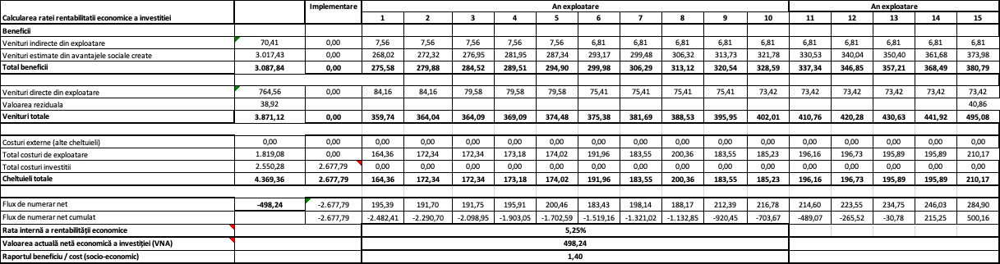 Implementare An exploatare An exploatare
Calcularea ratei rentabilitatii economice a investitiei 1 2 3 4 5 6 7 8 9 10 11 12 13 14 15
Beneficii
Venituri indirecte din exploatare 70,41 0,00 7,56 7,56 7,56 7,56 7,56 6,81 6,81 6,81 6,81 6,81 6,81 6,81 6,81 6,81 6,81
Venituri estimate din avantajele sociale create 3.017,43 0,00 268,02 272,32 276,95 281,95 287,34 293,17 299,48 306,32 313,73 321,78 330,53 340,04 350,40 361,68 373,98
Total beneficii 3.087,84 0,00 275,58 279,88 284,52 289,51 294,90 299,98 306,29 313,12 320,54 328,59 337,34 346,85 357,21 368,49 380,79
Venituri directe din exploatare 764,56 0,00 84,16 84,16 79,58 79,58 79,58 75,41 75,41 75,41 75,41 73,42 73,42 73,42 73,42 73,42 73,42
Valoarea reziduala 38,92 40,86
Venituri totale 3.871,12 0,00 359,74 364,04 364,09 369,09 374,48 375,38 381,69 388,53 395,95 402,01 410,76 420,28 430,63 441,92 495,08
Costuri externe (alte cheltuieli) 0,00 0,00 0,00 0,00 0,00 0,00 0,00 0,00 0,00 0,00 0,00 0,00 0,00 0,00 0,00 0,00 0,00
Total costuri de exploatare 1.819,08 0,00 164,36 172,34 172,34 173,18 174,02 191,96 183,55 200,36 183,55 185,23 196,16 196,73 195,89 195,89 210,17
Total costuri investitii 2.550,28 2.677,79 0,00 0,00 0,00 0,00 0,00 0,00 0,00 0,00 0,00 0,00 0,00 0,00 0,00 0,00 0,00
Cheltuieli totale 4.369,36 2.677,79 164,36 172,34 172,34 173,18 174,02 191,96 183,55 200,36 183,55 185,23 196,16 196,73 195,89 195,89 210,17
Flux de numerar net -498,24 -2.677,79 195,39 191,70 191,75 195,91 200,46 183,43 198,14 188,17 212,39 216,78 214,60 223,55 234,75 246,03 284,90
Flux de numerar net cumulat -2.677,79 -2.482,41 -2.290,70 -2.098,95 -1.903,05 -1.702,59 -1.519,16 -1.321,02 -1.132,85 -920,45 -703,67 -489,07 -265,52 -30,78 215,25 500,16
Rata internă a rentabilității economice 5,25%
Valoarea actuală netă economică a investiției (VNA) 498,24
Raportul beneficiu / cost (socio-economic) 1,40